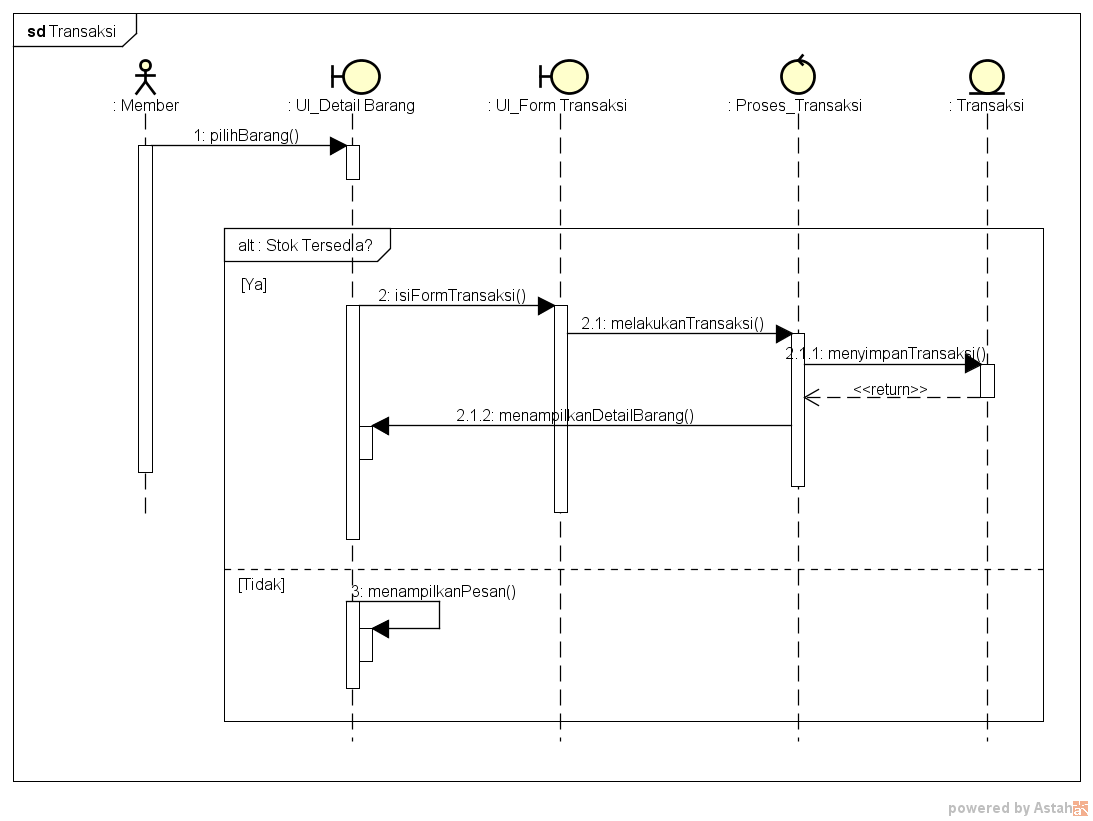 sd Transaksi
: Member
: UI_Detail Barang
: UI_Form Transaksi
: Proses_Transaksi
: Transaksi
1: pilihBarang()
alt : Stok Tersedia?
[Ya]
2: isiFormTransaksi()
2.1: melakukanTransaksi()
2.1.1: menyimpanTransaksi()
<<return>>
2.1.2: menampilkanDetailBarang()
[Tidak]
3: menampilkanPesan()
powered by Astah